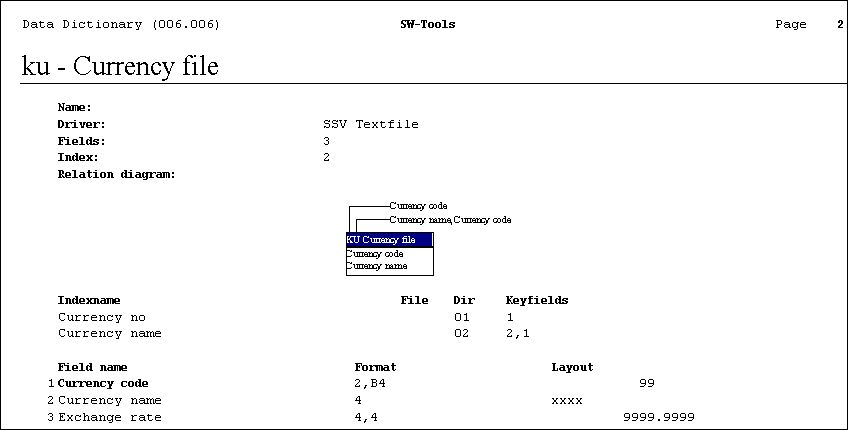 Data Dictionary (006.006) SW-Tools Page 2
ku - Currency file
Name:
Driver: SSV Textfile
Fields: 3
Index: 2
Relation diagram:
Currency code
Currency name,Currency code
KU Currency file
Currency code
Currency name
Indexname File Dir Keyfields
Currency no 01 1
Currency name 02 2,1
Field name Format Layout
1 Currency code 2,B4 99
2 Currency name 4 xxxx
3 Exchange rate 4,4 9999.9999